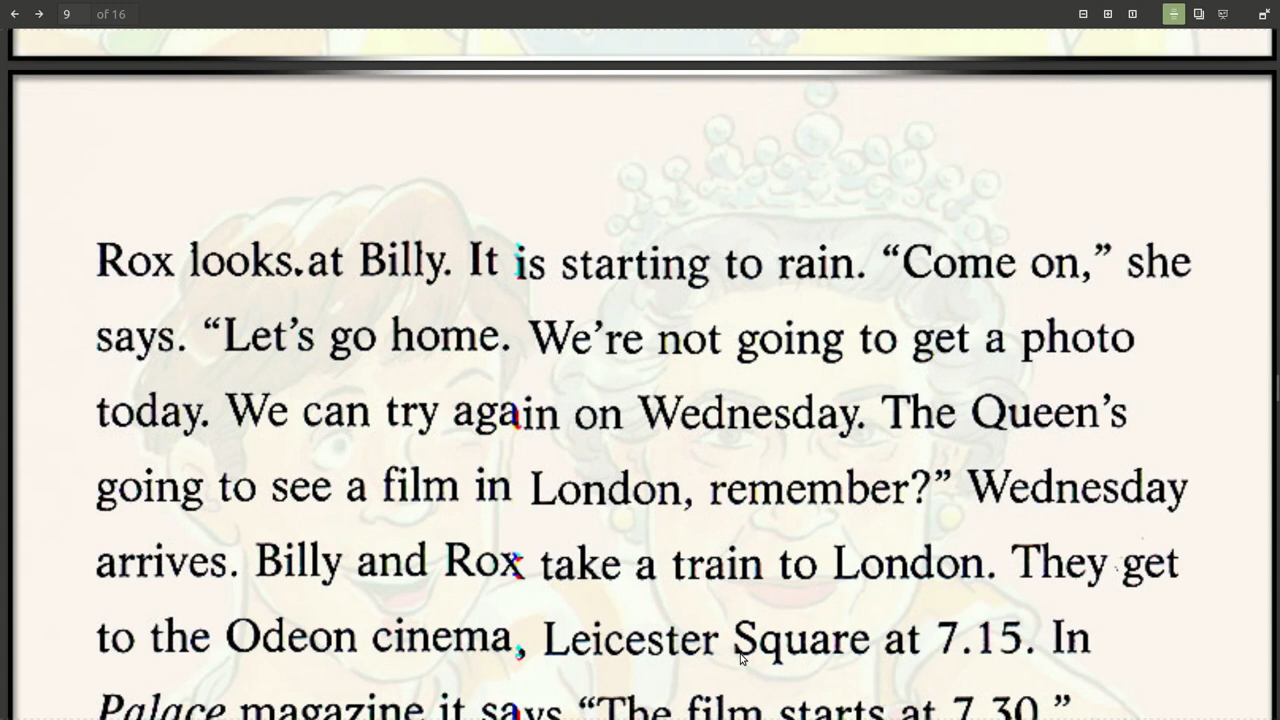 9 of 16
Rox looks.at Billy. It is starting to rain. “Come on,” she
says. “Let’s go home. We’re not going to get a photo
today. We can try again on Wednesday. The Queen’s
going to see a film in London, remember?” Wednesday
arrives. Billy and Rox take a train to London. They get
to the Odeon cinema, Leicester Square at 7.15. In
Palace magazine it says “The film starts at 7.30.”